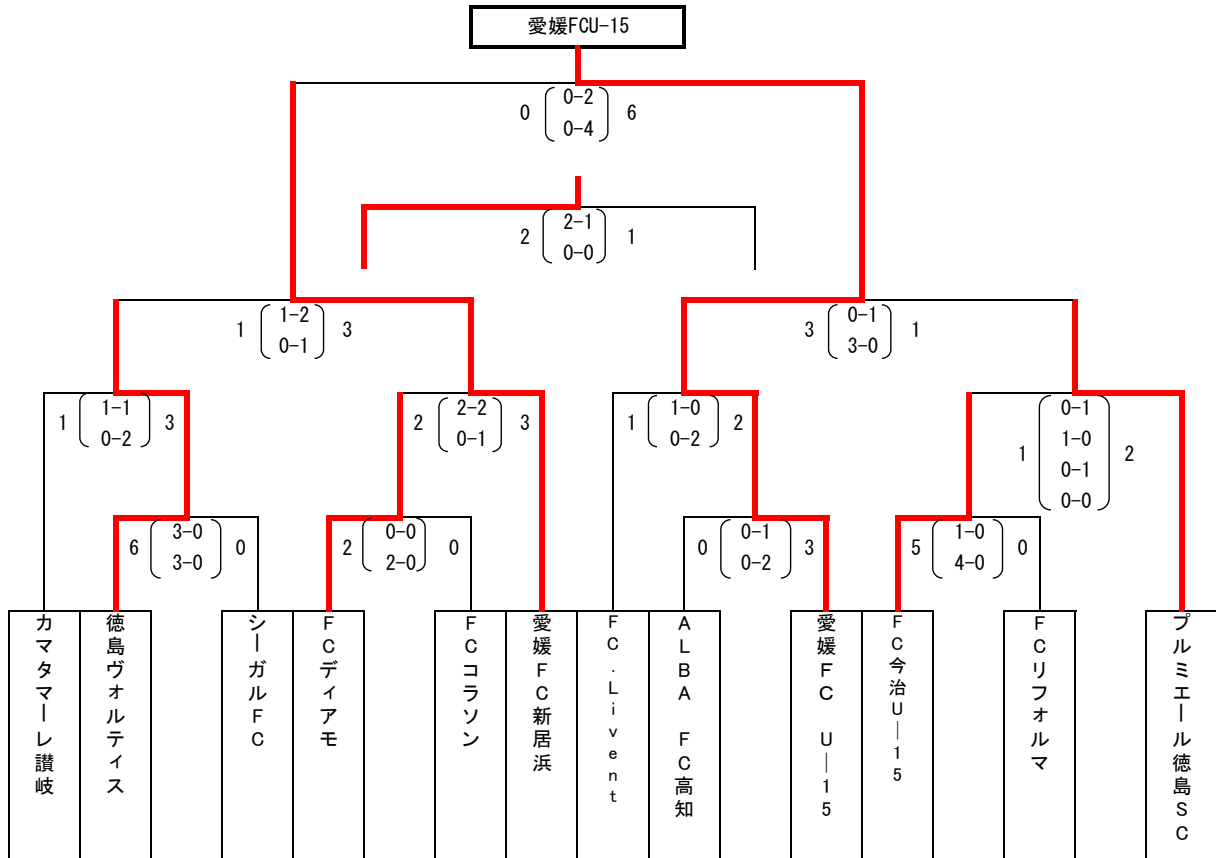 愛媛FCU-15
0 0-2 6
0-4
2 2-1 1
0-0
1 1-2 3
0-1
3 0-1 1
3-0
1 1-1 3
0-2
2 2-2 3
0-1
1 1-0 2
0-2
1 0-1 2
1-0
0-1
0-0
6 3-0 0
3-0
2 0-0 0
2-0
0 0-1 3
0-2
5 1-0 0
4-0
カマタマーレ讃岐
徳島ヴォルティス
シーガルFC
FCディアモ
FCコラソン
愛媛FC新居浜
FC.Livent
ALBA FC高知
愛媛FC U―15
FC今治U―15
FCリフォルマ
プルミエール徳島SC